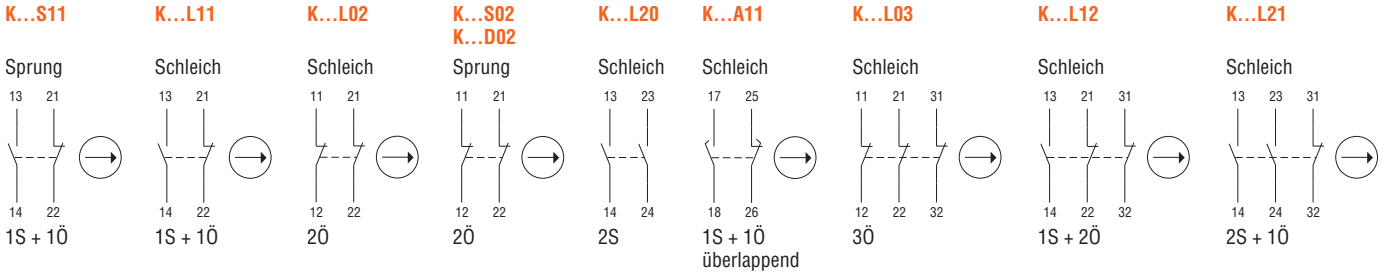 K...S11
Sprung
13 21
14 22
1S + 1Ö
K...L11
Schleich
13 21
14 22
1S + 1Ö
K...L02
Schleich
11 21
12 22
2Ö
K...S02
K...D02
Sprung
11 21
12 22
2Ö
K...L20
Schleich
13 23
14 24
2S
K...A11
Schleich
17 25
18 26
1S + 1Ö
überlappend
K...L03
Schleich
11 21 31
12 22 32
3Ö
K...L12
Schleich
13 21 31
14 22 32
1S + 2Ö
K...L21
Schleich
13 23 31
14 24 32
2S + 1Ö